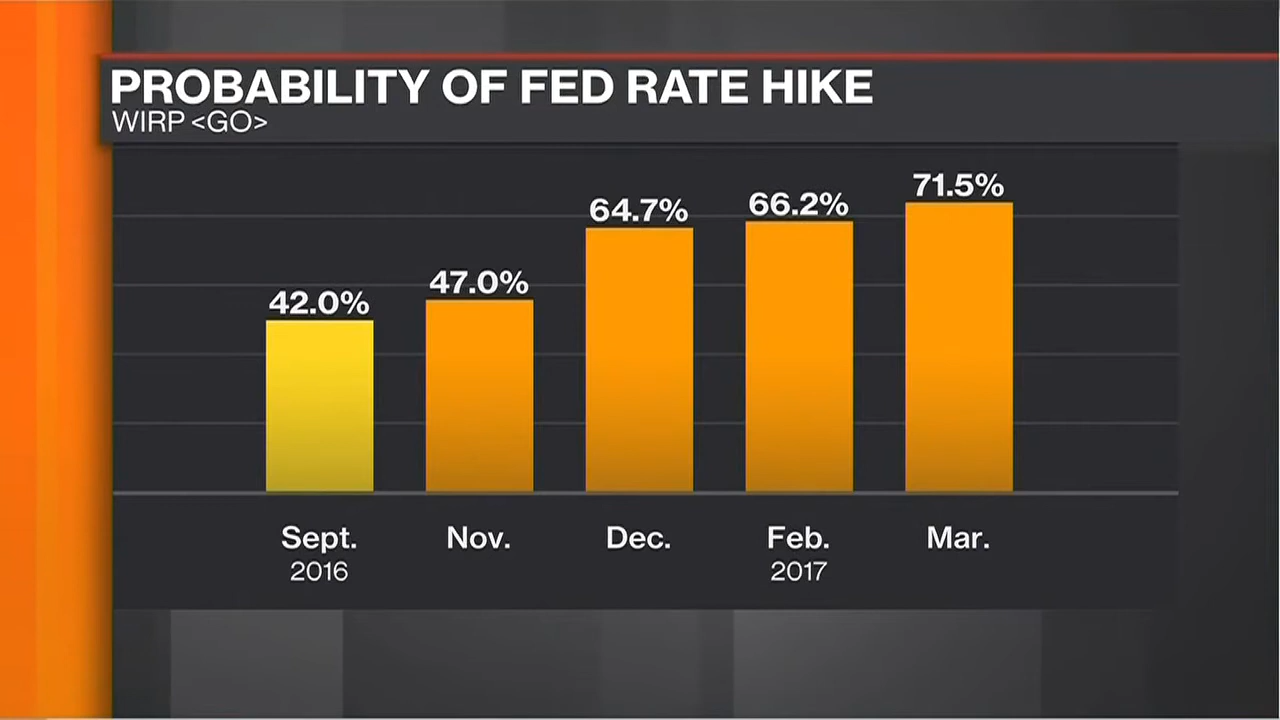 PROBABILITY OF FED RATE HIKE
WIRP <GO>
42.0%
47.0%
64.7%
66.2%
71.5%
Sept.
Nov.
Dec.
Feb.
Mar.
2016
2017